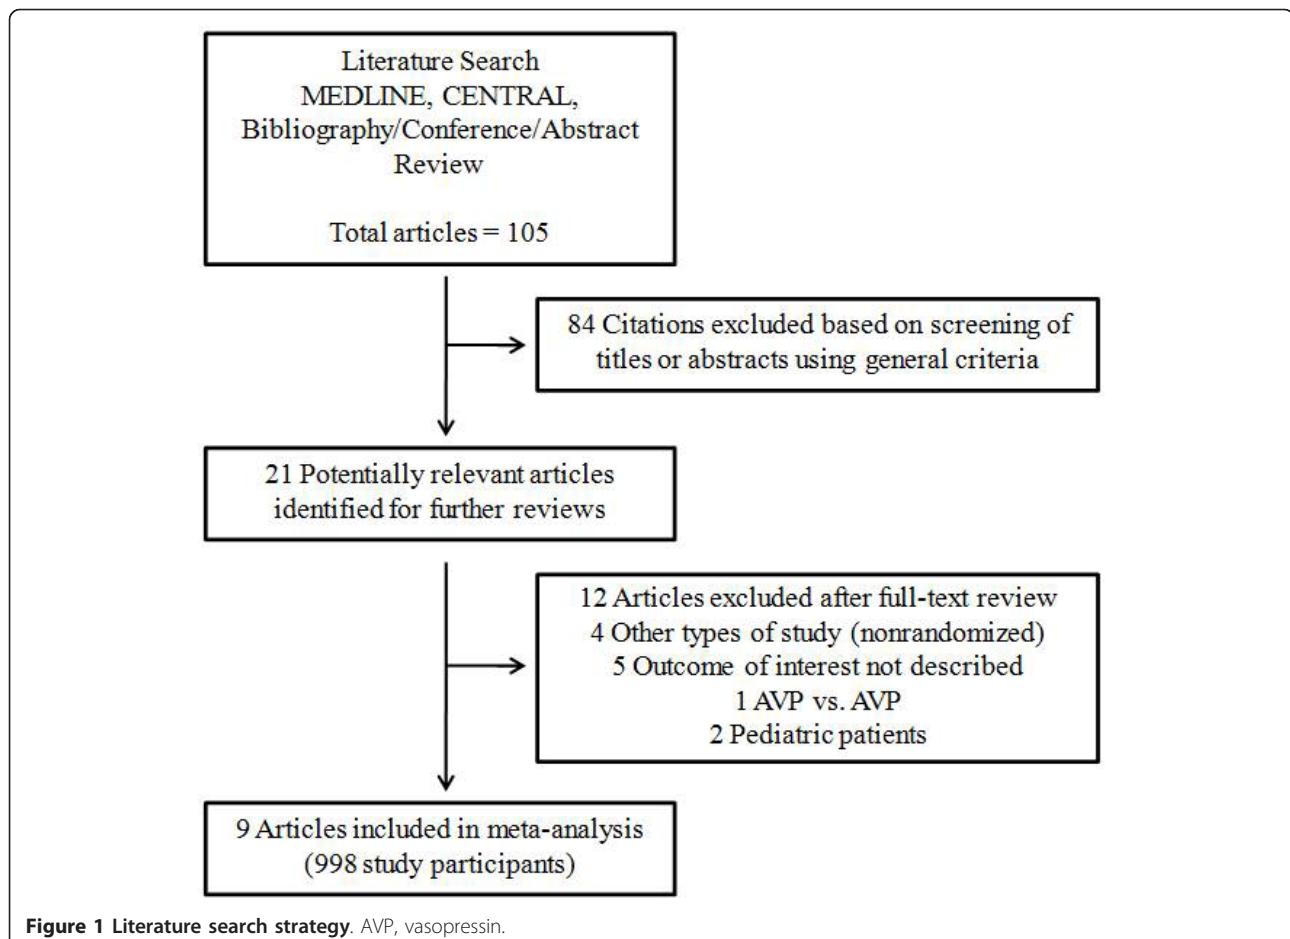 Literature Search
MEDLINE, CENTRAL,
Bibliography/Conference/Abstract
Review
Total articles = 105
84 Citations excluded based on screening of
titles or abstracts using general criteria
21 Potentially relevant articles
identified for further reviews
12 Articles excluded after full-text review
4 Other types of study (nonrandomized)
5 Outcome of interest not described
1 AVP vs. AVP
2 Pediatric patients
9 Articles included in meta-analysis
(998 study participants)
Figure 1 Literature search strategy. AVP, vasopressin.